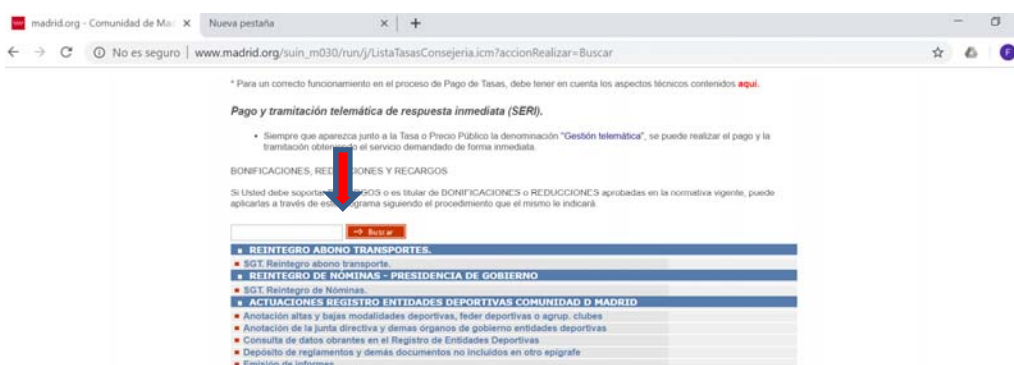 madrid.org - Comunidad de Ma
Nueva pestaña
No es seguro | www.madrid.org/suin_m030/run/j/ListaTasasConsejeria.icm?accionRealizar=Buscar
* Para un correcto funcionamiento en el proceso de Pago de Tasas, debe tener en cuenta los aspectos técnicos contenidos aquí.
Pago y tramitación telemática de respuesta inmediata (SERI).
• Siempre que aparezca junto a la Tasa o Precio Público la denominación "Gestión telemática", se puede realizar el pago y la
tramitación el servicio demandado de forma inmediata.
BONIFICACIONES, Y RECARGOS
Si Usted debe o es titular de BONIFICACIONES o REDUCCIONES aprobadas en la normativa vigente, puede
aplicarlas a través de programa siguiendo el procedimiento que el mismo le indicará.
Buscar
REINTEGRO ABONO TRANSPORTES.
SGT. Reintegro abono transporte.
REINTEGRO DE NÓMINAS - PRESIDENCIA DE GOBIERNO
SGT. Reintegro de Nóminas.
ACTUACIONES REGISTRO ENTIDADES DEPORTIVAS COMUNIDAD D MADRID
Anotación altas y bajas modalidades deportivas, feder deportivas o agrup. clubes
Anotación de la junta directiva y demas órganos de gobierno entidades deportivas
Consulta de datos obrantes en el Registro de Entidades Deportivas
Depósito de reglamentos y demás documentos no incluidos en otro epígrafe
Emisión de informes